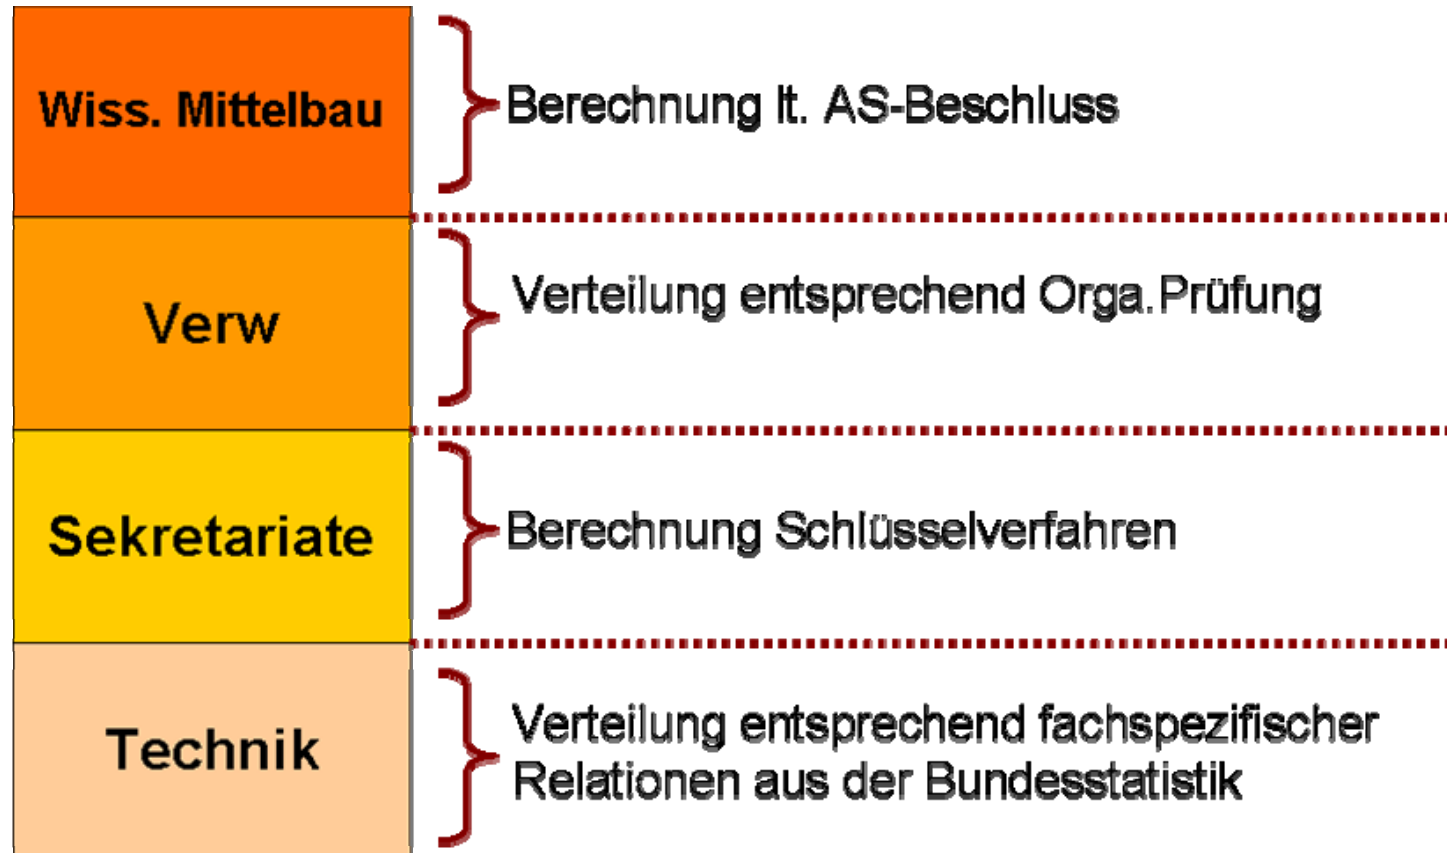 Wiss. Mittelbau
Berechnung lt. AS-Beschluss
Verw
Verteilung entsprechend Orga.Prüfung
Sekretariate
Berechnung Schlüsselverfahren
Technik
Verteilung entsprechend fachspezifischer
Relationen aus der Bundesstatistik